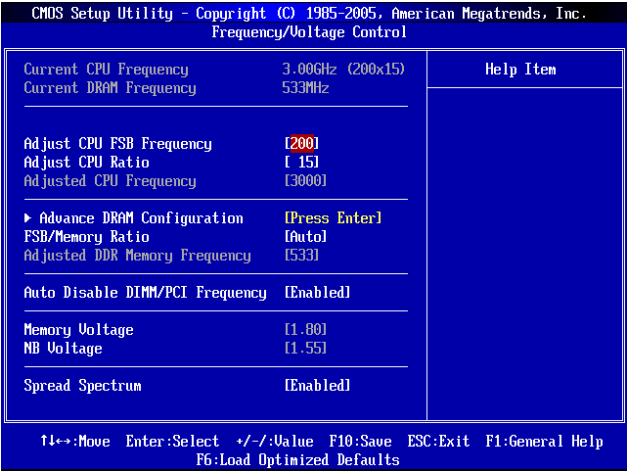 CMOS Setup Utility - Copyright (C) 1985-2005, American Megatrends, Inc.
Frequency/Voltage Control
Current CPU Frequency 3.00GHz (200x15)
Current DRAM Frequency 533MHz
Help Item
Adjust CPU FSB Frequency [200]
Adjust CPU Ratio [ 15]
Adjusted CPU Frequency [3000]
▶ Advance DRAM Configuration [Press Enter]
FSB/Memory Ratio [Auto]
Adjusted DDR Memory Frequency [533]
Auto Disable DIMM/PCI Frequency [Enabled]
Memory Voltage [1.80]
NB Voltage [1.55]
Spread Spectrum [Enabled]
↑↓←→:Move Enter:Select +/-/:Value F10:Save ESC:Exit F1:General Help
F6:Load Optimized Defaults